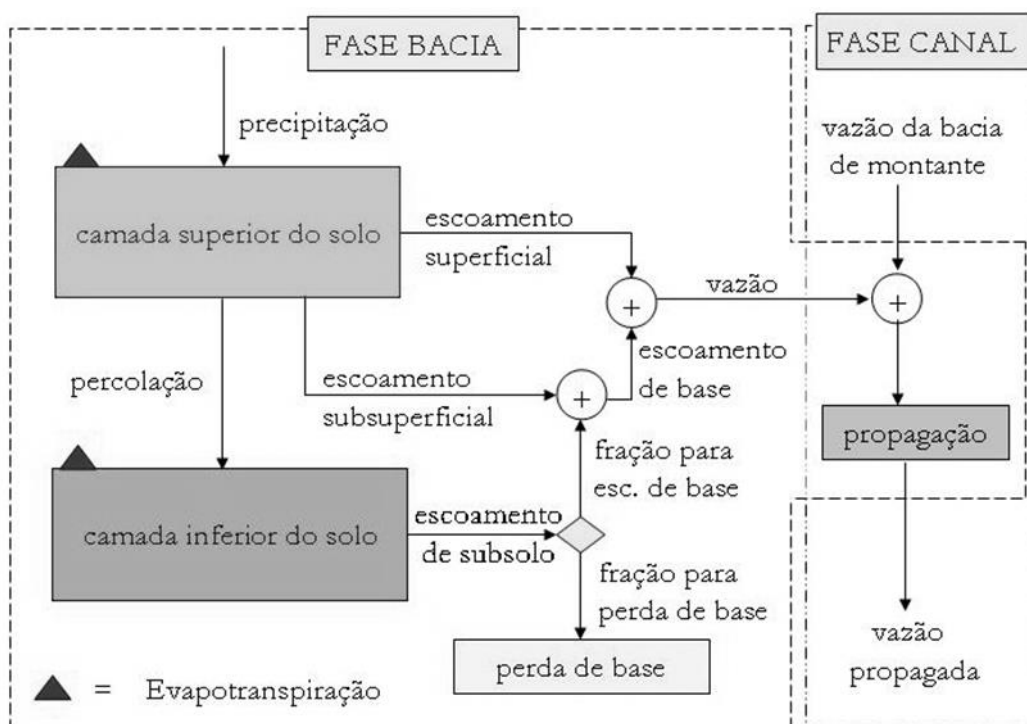 FASE BACIA
FASE CANAL
precipitação
vazão da bacia
de montante
camada superior do solo
escoamento
superficial
+
vazão
+
percolação
escoamento
subsuperficial
+
escoamento
de base
propagação
fração para
esc. de base
camada inferior do solo
escoamento
de subsolo
fração para
perda de base
perda de base
vazão
propagada
= Evapotranspiração